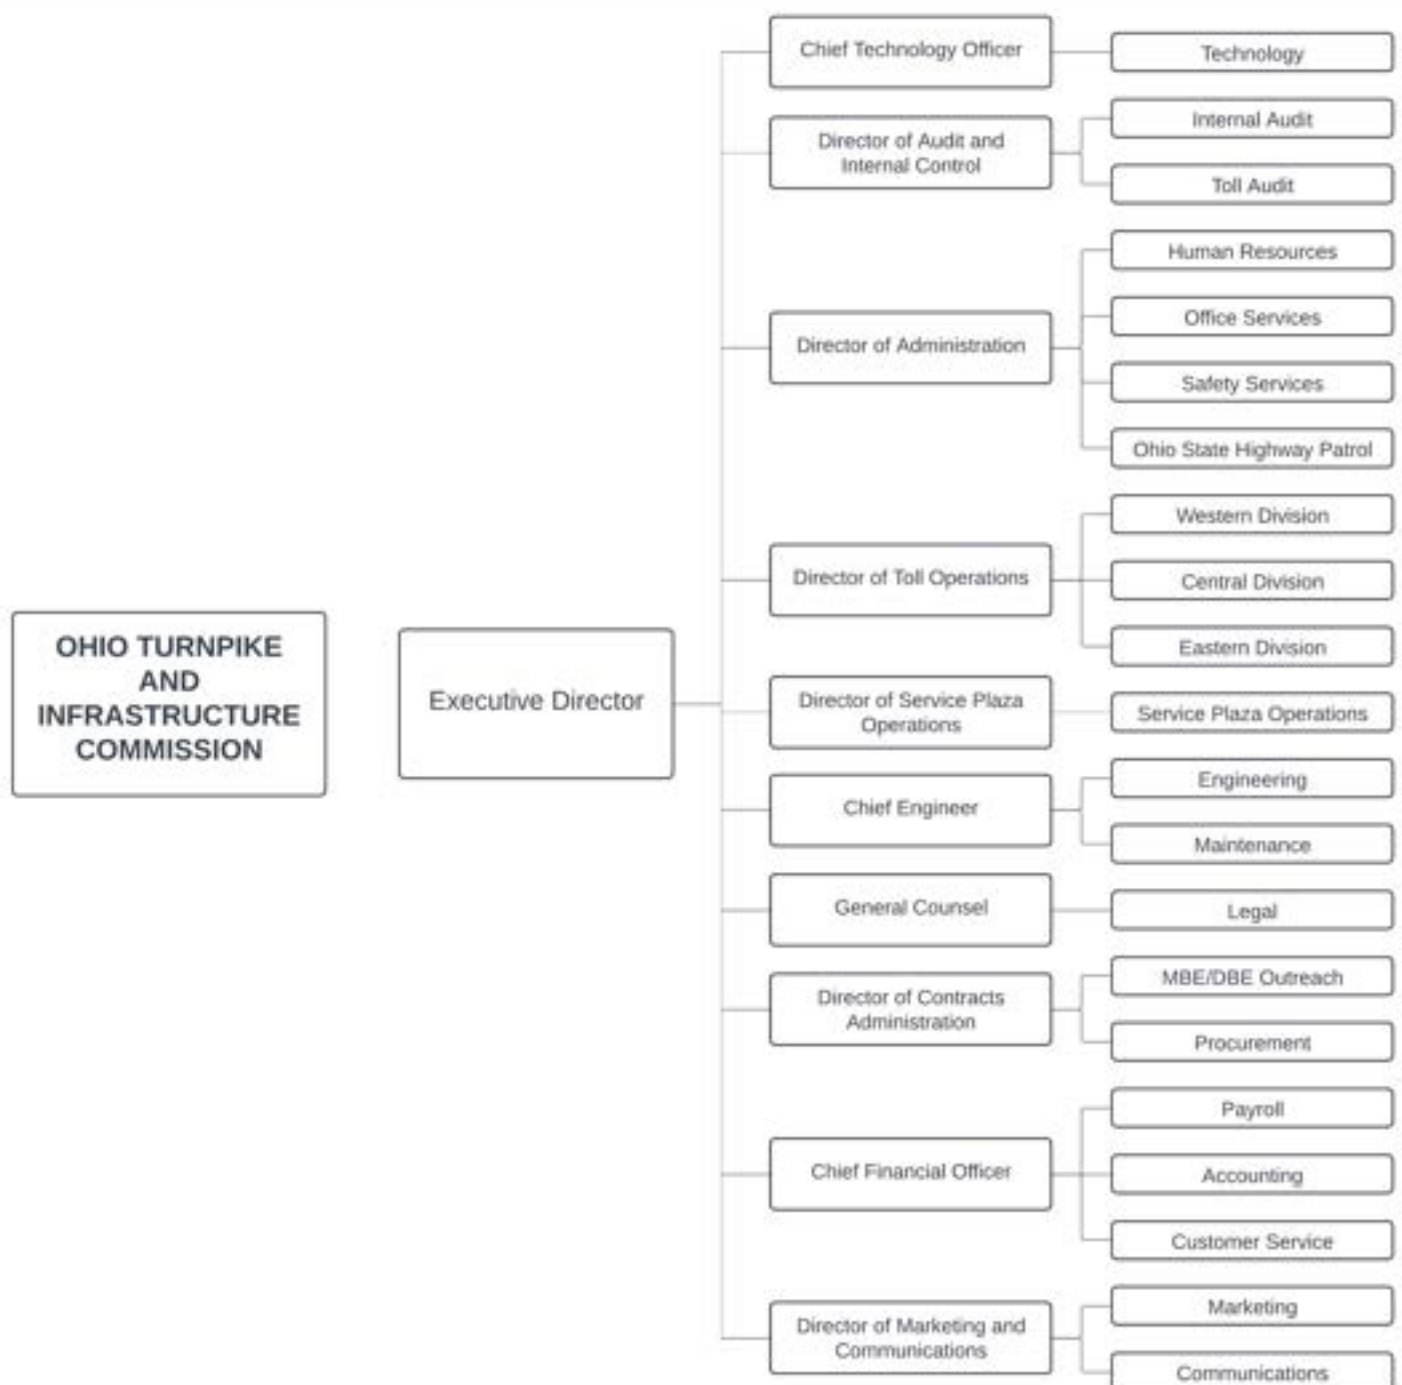 OHIO TURNPIKE
AND
INFRASTRUCTURE
COMMISSION
Executive Director
Chief Technology Officer
Technology
Director of Audit and
Internal Control
Internal Audit
Toll Audit
Director of Administration
Human Resources
Office Services
Safety Services
Ohio State Highway Patrol
Director of Toll Operations
Western Division
Central Division
Eastern Division
Director of Service Plaza
Operations
Service Plaza Operations
Chief Engineer
Engineering
Maintenance
General Counsel
Legal
Director of Contracts
Administration
MBE/DBE Outreach
Procurement
Chief Financial Officer
Payroll
Accounting
Customer Service
Director of Marketing and
Communications
Marketing
Communications